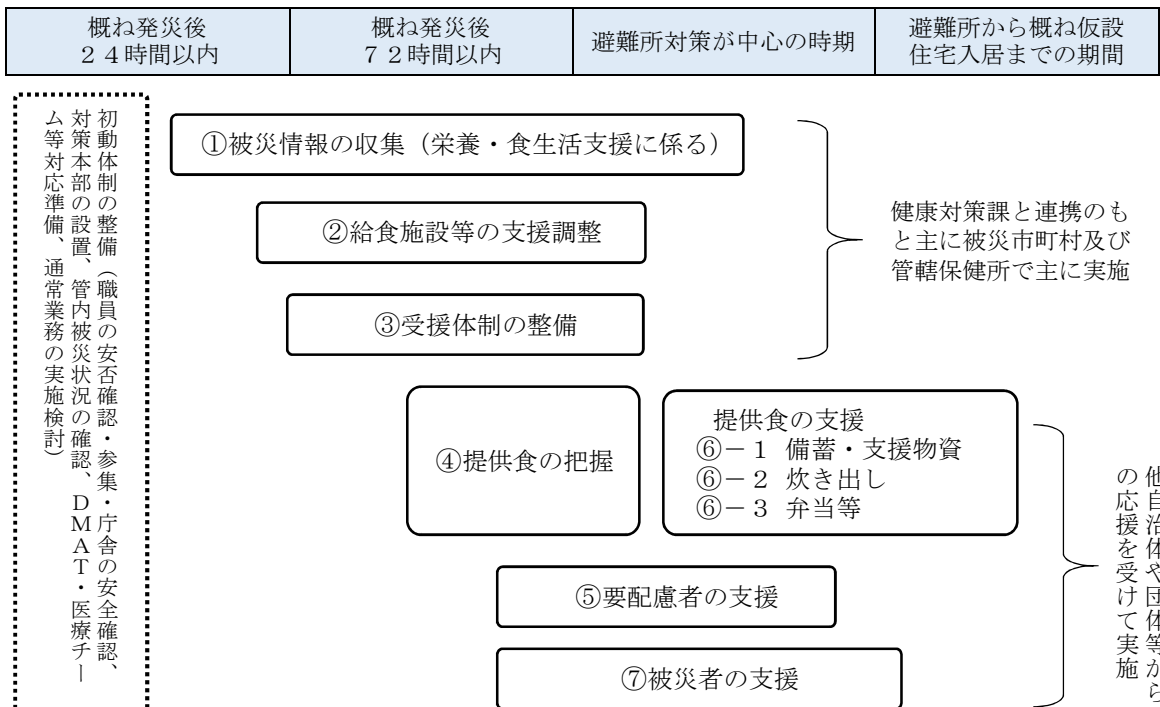 概ね発災後
２４時間以内
概ね発災後
７２時間以内
避難所対策が中心の時期
避難所から概ね仮設
住宅入居までの期間
初動体制の整備（職員の安否確認・参集・庁舎の安全確認、
対策本部の設置、管内被災状況の確認、ＤＭＡＴ・医療チー
ム等対応準備、通常業務の実施検討）
①被災情報の収集（栄養・食生活支援に係る）
②給食施設等の支援調整
③受援体制の整備
健康対策課と連携のも
と主に被災市町村及び
管轄保健所で主に実施
④提供食の把握
提供食の支援
⑥－１ 備蓄・支援物資
⑥－２ 炊き出し
⑥－３ 弁当等
⑤要配慮者の支援
⑦被災者の支援
他自治体や団体等から
の応援を受けて実施